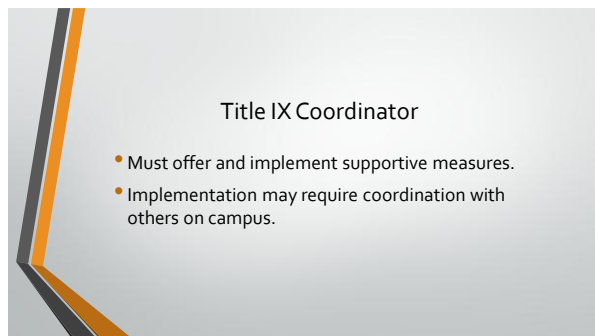 Title IX Coordinator
• Must offer and implement supportive measures.
• Implementation may require coordination with
others on campus.